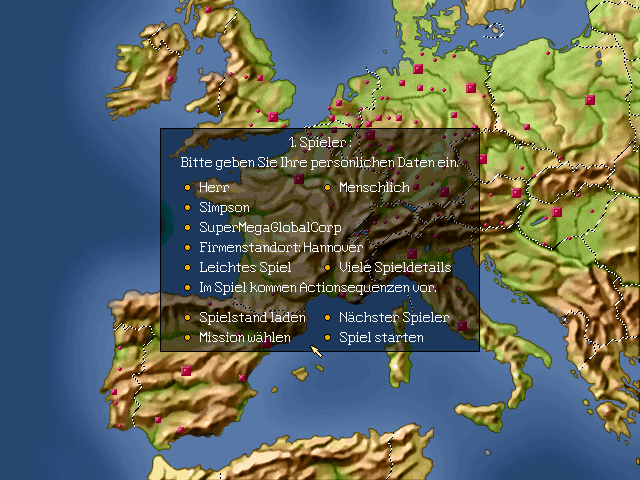 1. Spieler:
Bitte geben Sie Ihre persönlichen Daten ein.
Herr Menschlich
Simpson
SuperMegaGlobalCorp
Firmenstandort: Hannover
Leichtes Spiel Viele Spieldetails
Im Spiel kommen Actionsequenzen vor.
Spielstand laden Nächster Spieler
Mission wählen Spiel starten